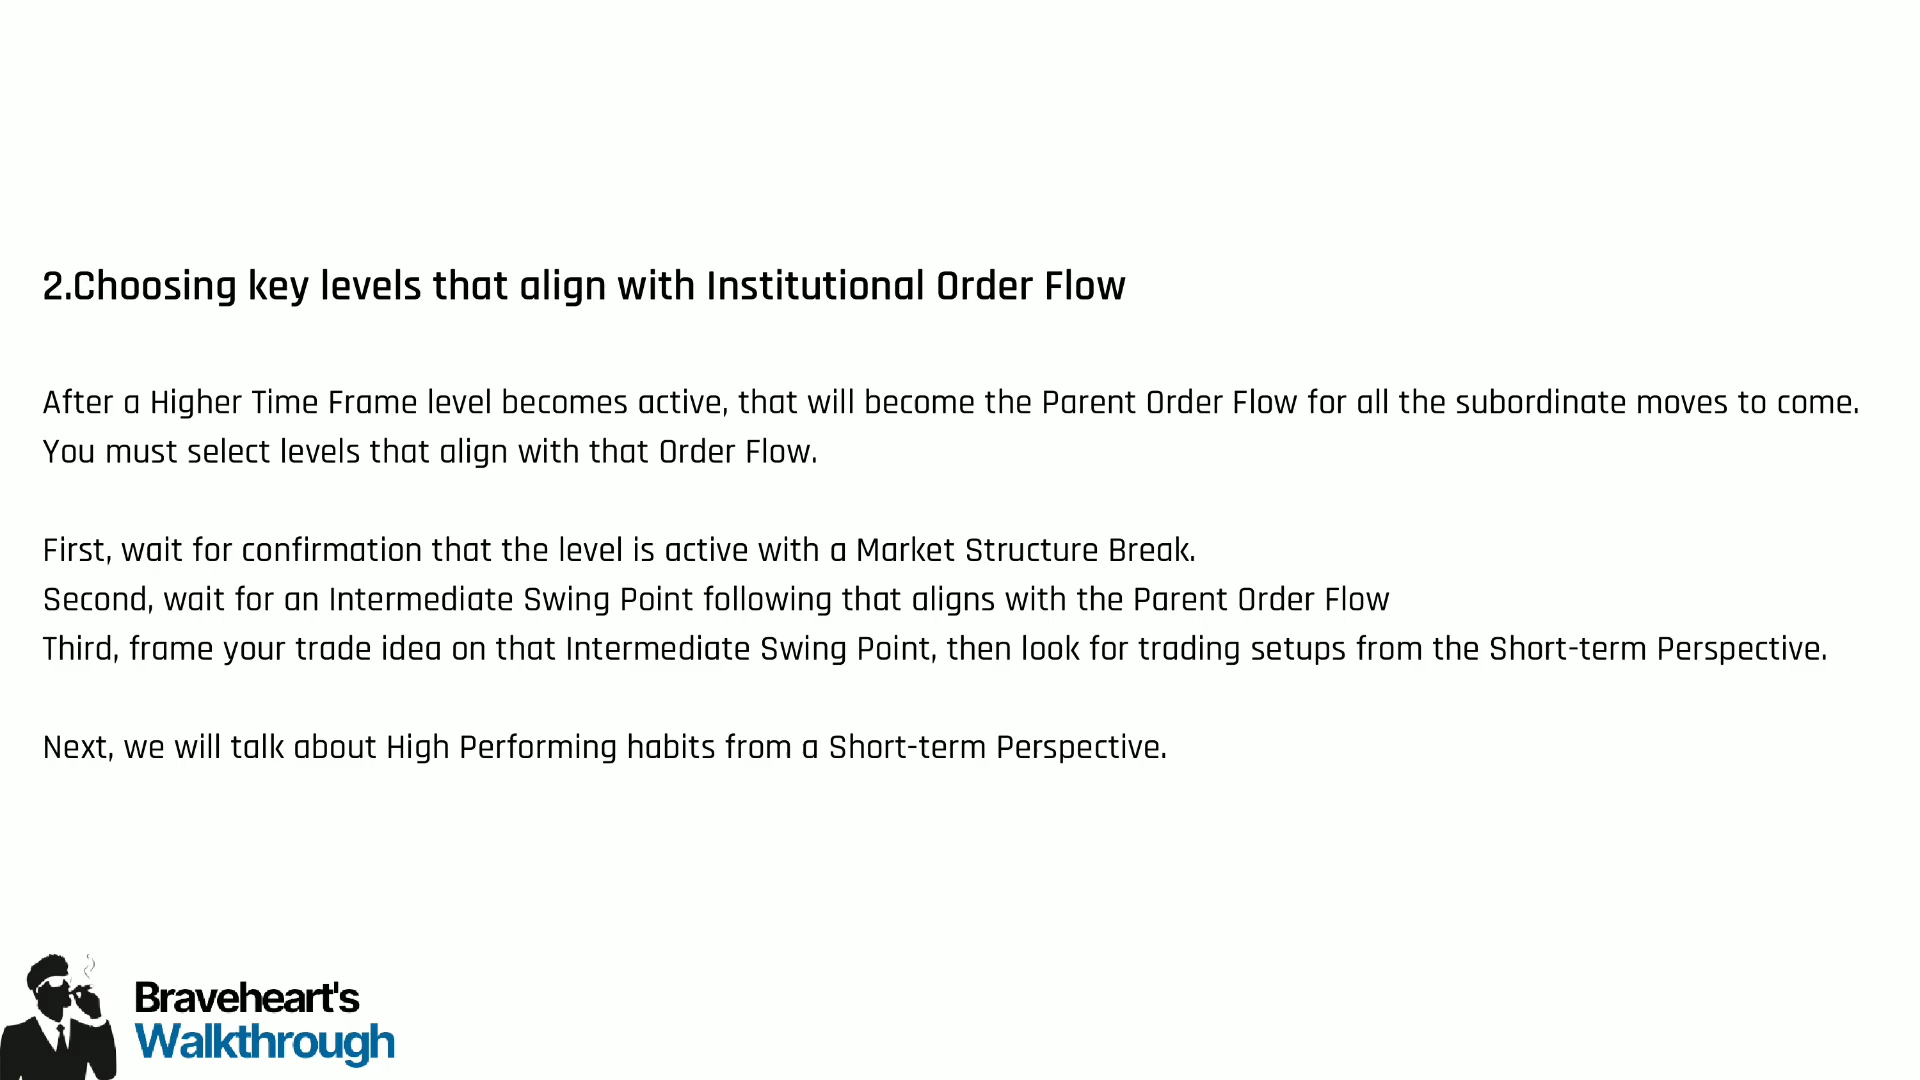 2.Choosing key levels that align with Institutional Order Flow
After a Higher Time Frame level becomes active, that will become the Parent Order Flow for all the subordinate moves to come.
You must select levels that align with that Order Flow.
First, wait for confirmation that the level is active with a Market Structure Break.
Second, wait for an Intermediate Swing Point following that aligns with the Parent Order Flow
Third, frame your trade idea on that Intermediate Swing Point, then look for trading setups from the Short-term Perspective.
Next, we will talk about High Performing habits from a Short-term Perspective.
Braveheart's
Walkthrough